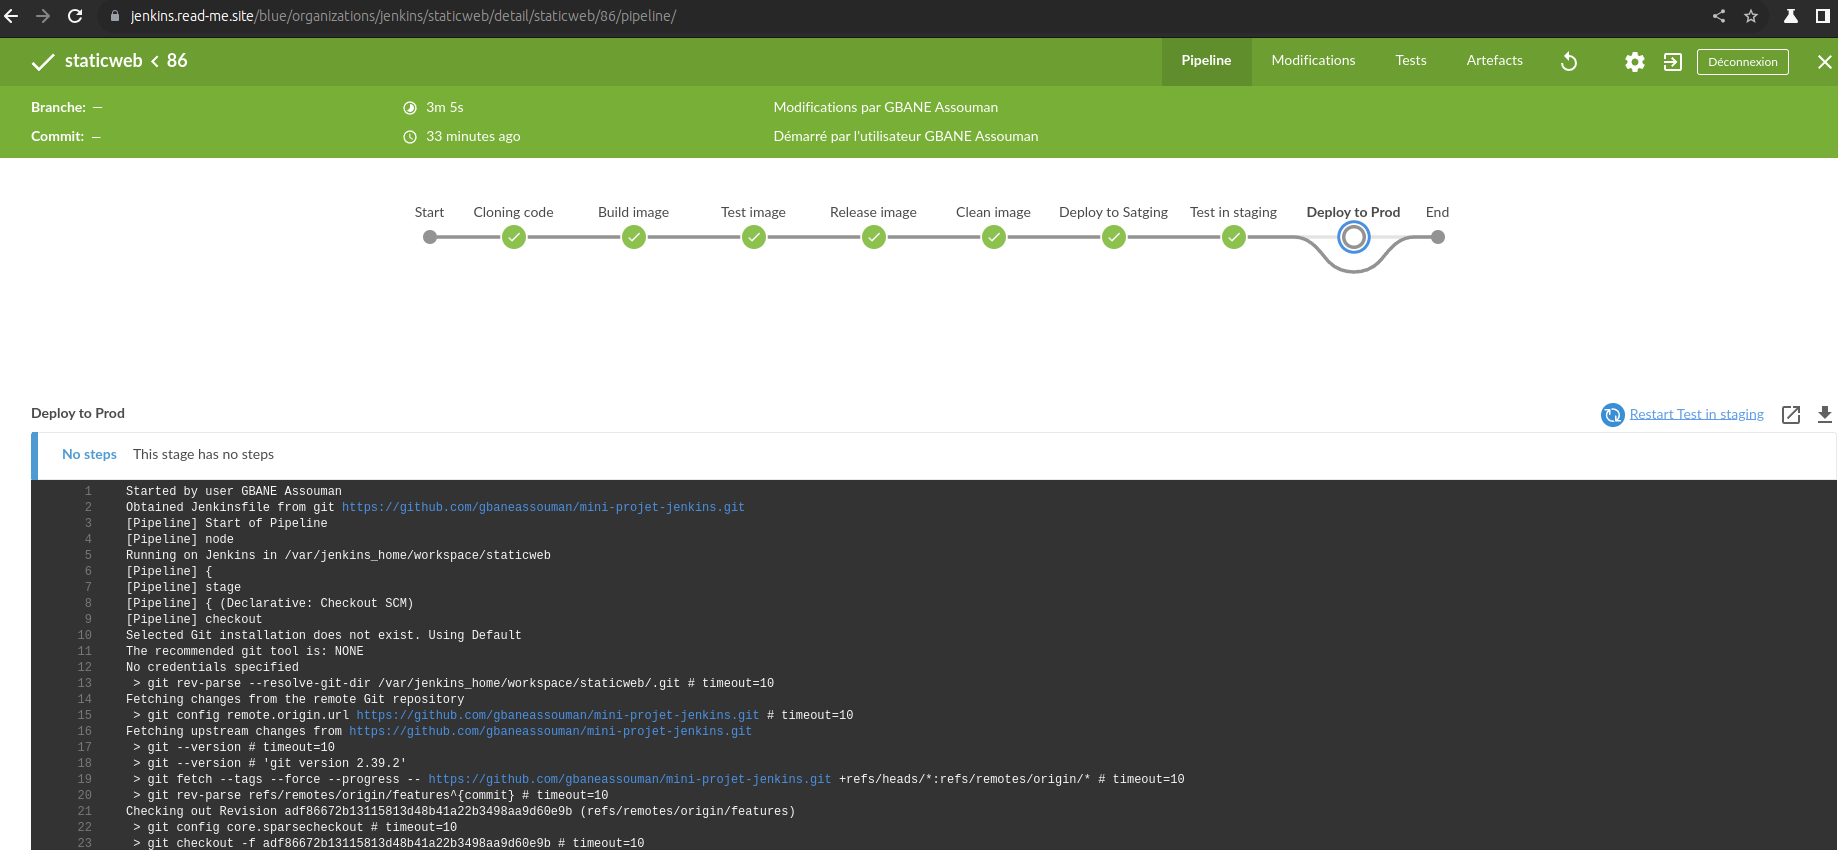 jenkins.read-me.site/blue/organizations/jenkins/staticweb/detail/staticweb/86/pipeline/
staticweb < 86
Pipeline
Modifications
Tests
Artefacts
Déconnexion
Branche: —
3m 5s
Modifications par GBANE Assouman
Commit: —
33 minutes ago
Démarré par l'utilisateur GBANE Assouman
Start
Cloning code
Build image
Test image
Release image
Clean image
Deploy to Satging
Test in staging
Deploy to Prod
End
Deploy to Prod
Restart Test in staging
No steps This stage has no steps
1 Started by user GBANE Assouman
2 Obtained Jenkinsfile from git https://github.com/gbaneassouman/mini-projet-jenkins.git
3 [Pipeline] Start of Pipeline
4 [Pipeline] node
5 Running on Jenkins in /var/jenkins_home/workspace/staticweb
6 [Pipeline] {
7 [Pipeline] stage
8 [Pipeline] { (Declarative: Checkout SCM)
9 [Pipeline] checkout
10 Selected Git installation does not exist. Using Default
11 The recommended git tool is: NONE
12 No credentials specified
13 > git rev-parse --resolve-git-dir /var/jenkins_home/workspace/staticweb/.git # timeout=10
14 Fetching changes from the remote Git repository
15 > git config remote.origin.url https://github.com/gbaneassouman/mini-projet-jenkins.git # timeout=10
16 Fetching upstream changes from https://github.com/gbaneassouman/mini-projet-jenkins.git
17 > git --version # timeout=10
18 > git --version # 'git version 2.39.2'
19 > git fetch --tags --force --progress -- https://github.com/gbaneassouman/mini-projet-jenkins.git +refs/heads/*:refs/remotes/origin/* # timeout=10
20 > git rev-parse refs/remotes/origin/features^{commit} # timeout=10
21 Checking out Revision adf86672b13115813d48b41a22b3498aa9d60e9b (refs/remotes/origin/features)
22 > git config core.sparsecheckout # timeout=10
23 > git checkout -f adf86672b13115813d48b41a22b3498aa9d60e9b # timeout=10